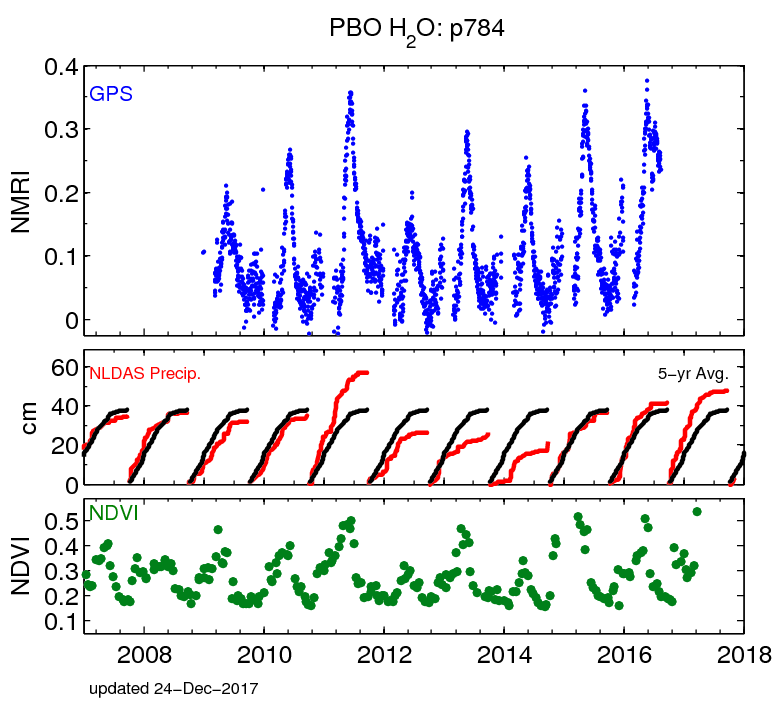 PBO H2O: p784
0.4
GPS
0.3
NMRI
0.2
0.1
0
60
NLDAS Precip.
5−yr Avg.
40
cm
20
0
NDVI
0.5
0.4
NDVI
0.3
0.2
0.1
2008 2010 2012 2014 2016 2018
updated 24−Dec−2017